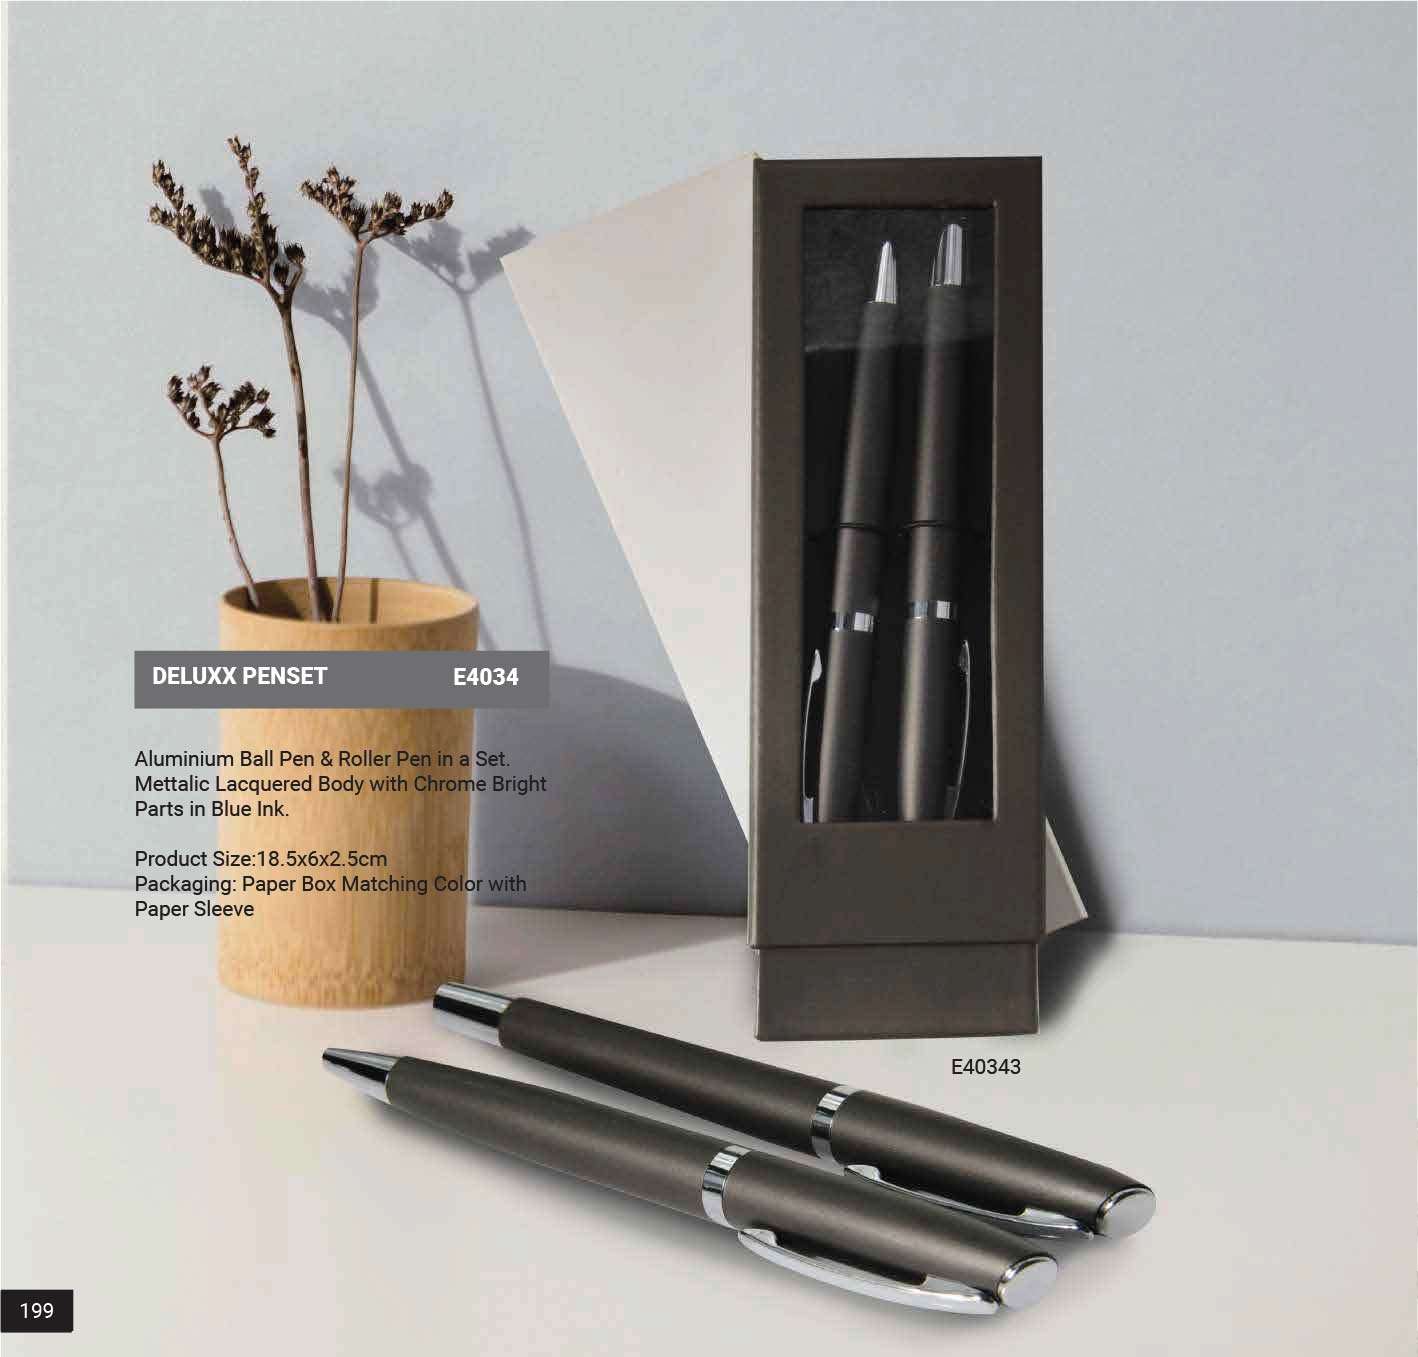 DELUXX PENSET E4034
Aluminium Ball Pen & Roller Pen in a Set.
Mettalic Lacquered Body with Chrome Bright
Parts in Blue Ink.
Product Size:18.5x6x2.5cm
Packaging: Paper Box Matching Color with
Paper Sleeve
E40343
199